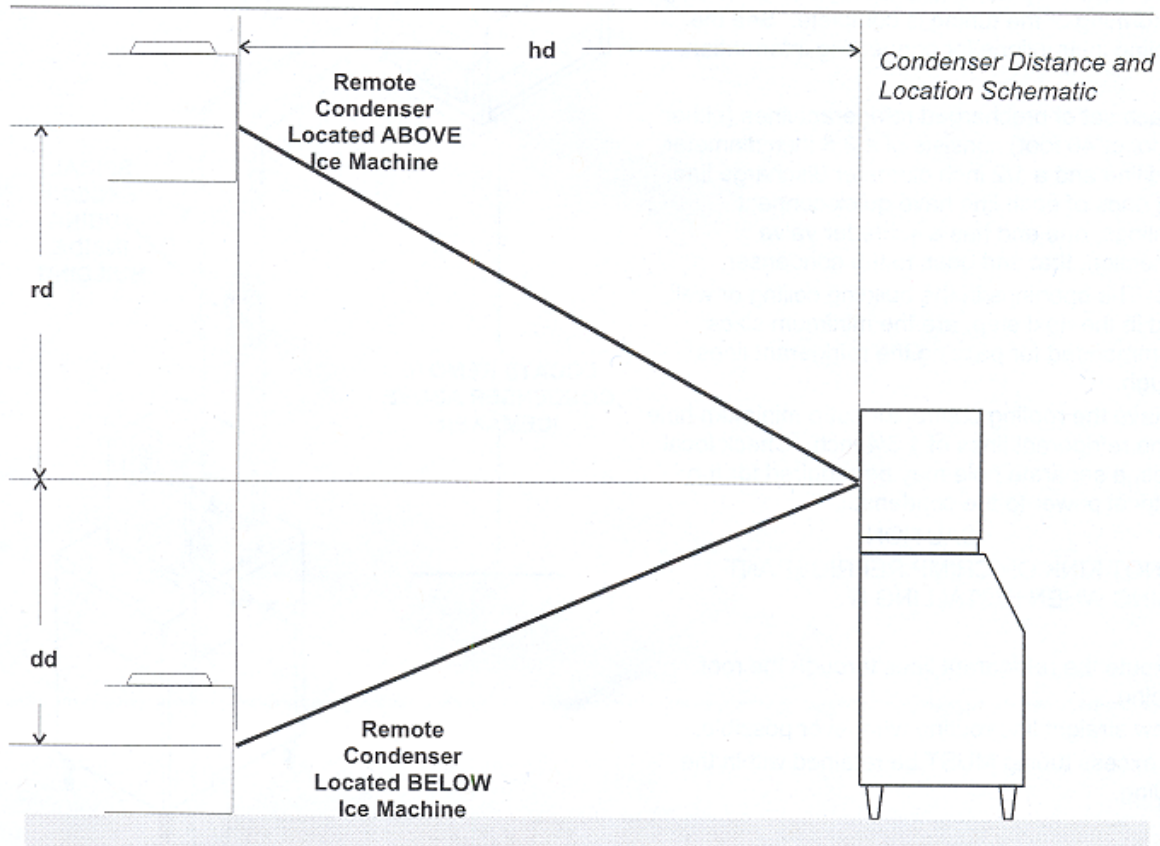 hd
Condenser Distance and
Location Schematic
Remote
Condenser
Located ABOVE
Ice Machine
rd
dd
Remote
Condenser
Located BELOW
Ice Machine